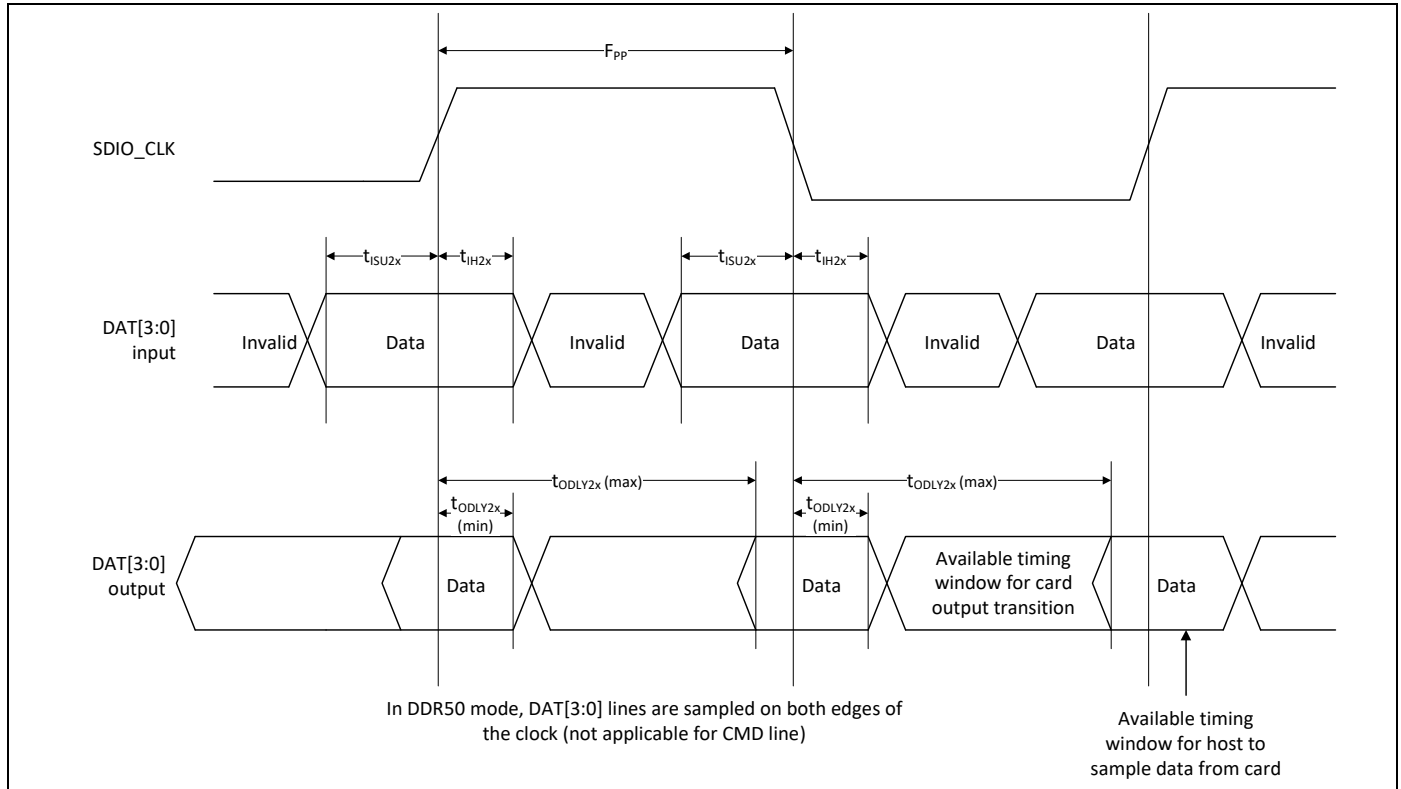 F_PP
SDIO_CLK
t_ISU2x t_IH2x t_ISU2x t_IH2x
DAT[3:0]
input
Invalid Data Invalid Data Invalid Data Invalid
t_ODLY2x (max) t_ODLY2x (max)
t_ODLY2x
(min)
t_ODLY2x
(min)
DAT[3:0]
output
Data Data
Available timing
window for card
output transition
Data
In DDR50 mode, DAT[3:0] lines are sampled on both edges of
the clock (not applicable for CMD line)
Available timing
window for host to
sample data from card